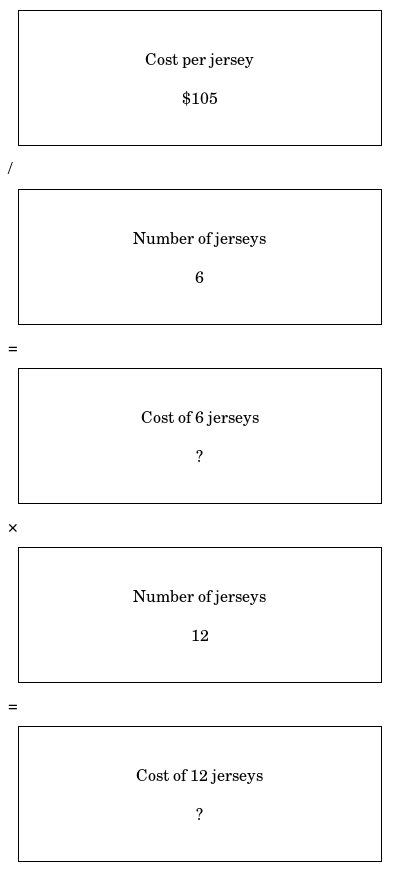 Cost per jersey
$105
/
Number of jerseys
6
=
Cost of 6 jerseys
?
×
Number of jerseys
12
=
Cost of 12 jerseys
?